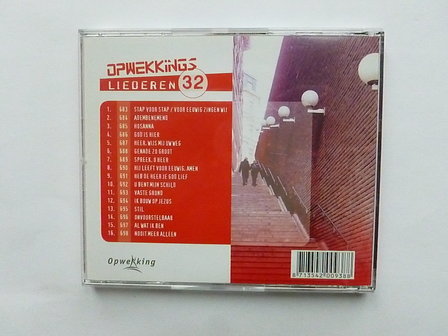 OPWEKKINGS
LIEDEREN 32
1. 683 STAP VOOR STAP / VOOR EEUWIG ZINGEN WIJ
2. 684 ADEMBENEMEND
3. 685 HOSANNA
4. 686 GOD IS HIER
5. 687 HEER, WIJS MIJ UW WEG
6. 688 GENADE ZO GROOT
7. 689 SPREEK, O HEER
8. 690 HIJ LEEFT VOOR EEUWIG, AMEN
9. 691 HEB DE HEER JE GOD LIEF
10. 692 U BENT MIJN SCHILD
11. 693 VASTE GROND
12. 694 IK BOUW OP JEZUS
13. 695 STIL
14. 696 ONVOORSTELBAAR
15. 697 AL WAT IK BEN
16. 698 NOOIT MEER ALLEEN
Opwekking
8 713542 009388